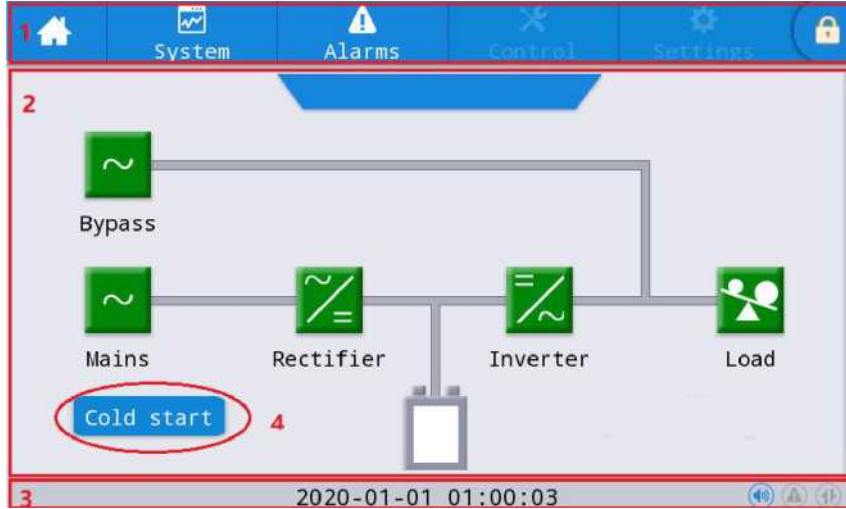 1
System
Alarms
Control
Settings
2
Bypass
Mains
Rectifier
Inverter
Load
Cold start
4
3
2020-01-01 01:00:03